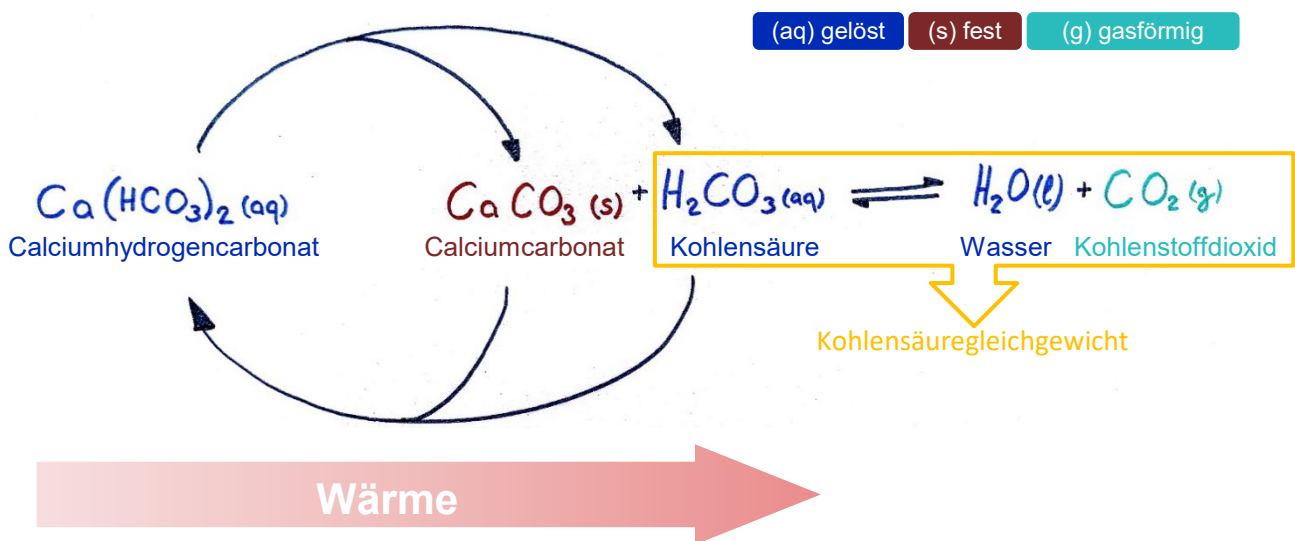 (aq) gelöst (s) fest (g) gasförmig
Ca(HCO₃)₂ (aq) CaCO₃ (s) + H₂CO₃ (aq) ⇌ H₂O(l) + CO₂ (g)
Calciumhydrogencarbonat Calciumcarbonat Kohlensäure Wasser Kohlenstoffdioxid
Kohlensäuregleichgewicht
Wärme